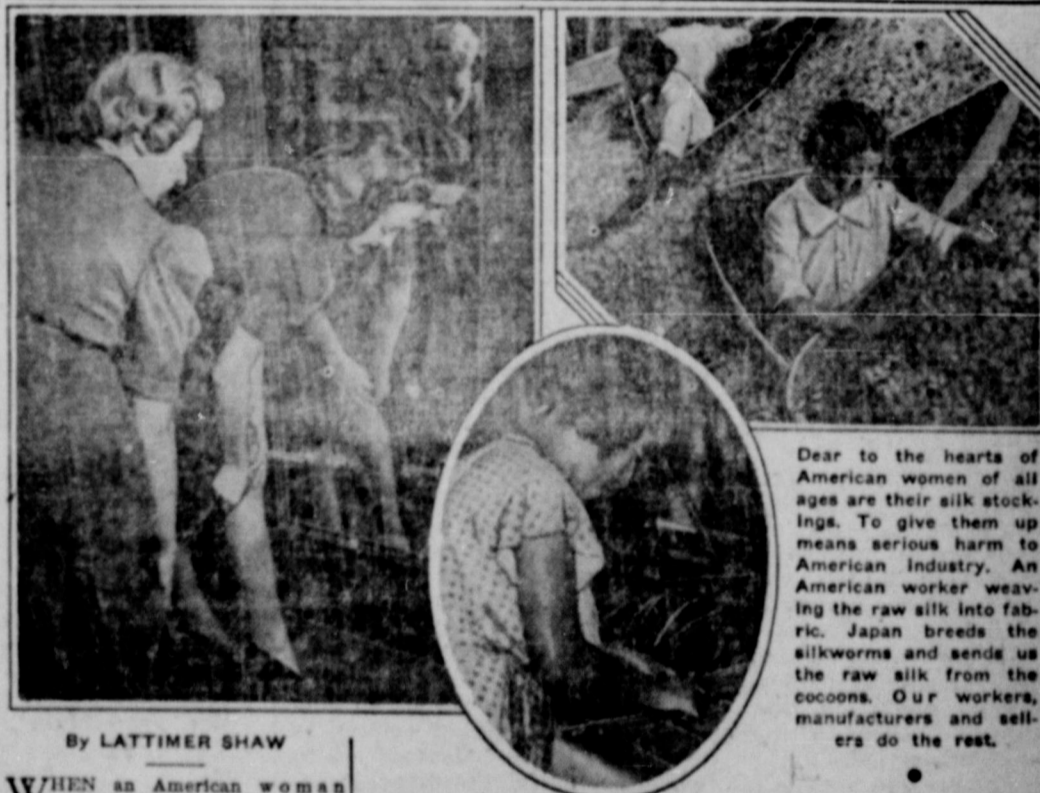 Dear to the hearts of
American women of all
ages are their silk stock-
ings. To give them up
means serious harm to
American Industry. An
American worker weav-
ing the raw silk into fab-
ric. Japan breeds the
silkworms and sends us
the raw silk from the
cocoons. Our workers,
manufacturers and sell-
ers do the rest.
By LATTIMER SHAW
WHEN an American woman